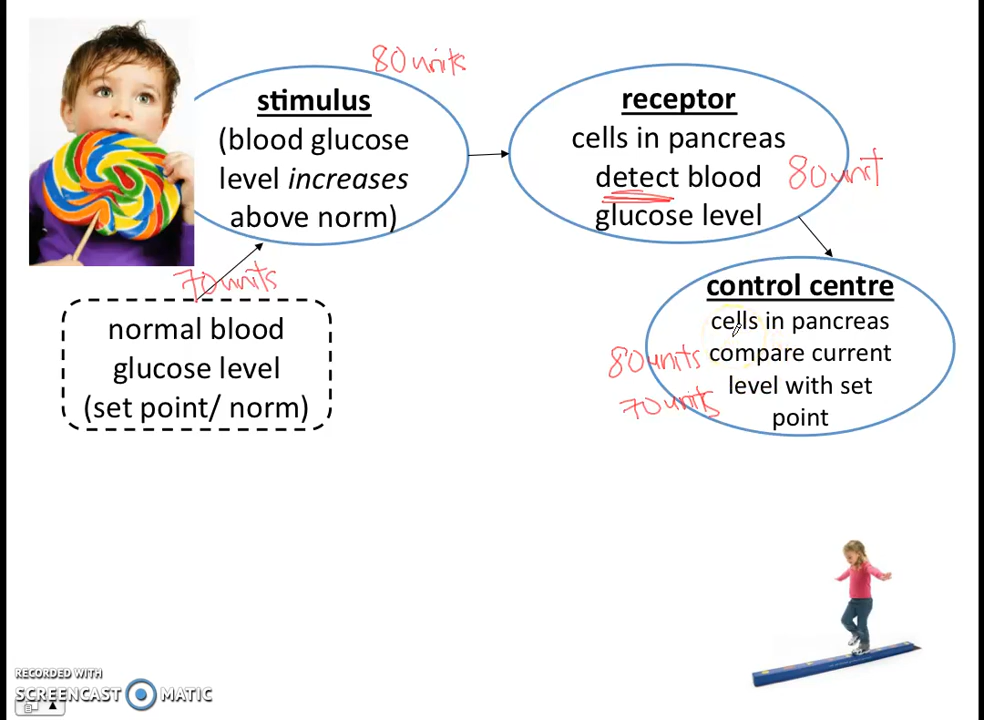 80 units
stimulus
(blood glucose
level increases
above norm)
receptor
cells in pancreas
detect blood
glucose level
80 unit
70 units
normal blood
glucose level
(set point/ norm)
control centre
cells in pancreas
compare current
level with set
point
80 units
70 units
RECORDED WITH
SCREENCAST MATIC